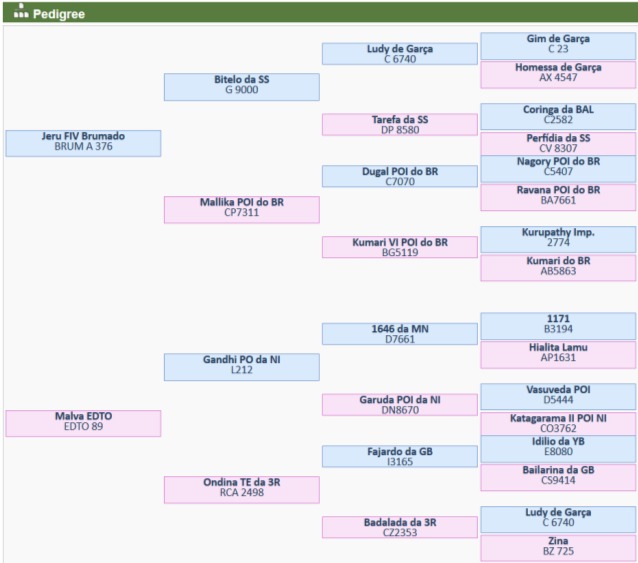 Pedigree
Gim de Garça
C 23
Ludy de Garça
C 6740
Homessa de Garça
AX 4547
Bitelo da SS
G 9000
Coringa da BAL
C2582
Tarefa da SS
DP 8580
Perfídia da SS
CV 8307
Jeru FIV Brumado
BRUM A 376
Nagory POI do BR
C5407
Dugal POI do BR
C7070
Ravana POI do BR
BA7661
Mallika POI do BR
CP7311
Kurupathy Imp.
2774
Kumari VI POI do BR
BG5119
Kumari do BR
AB5863
1171
B3194
1646 da MN
D7661
Hialita Lamu
AP1631
Gandhi PO da NI
L212
Vasuveda POI
D5444
Garuda POI da NI
DN8670
Katagarama II POI NI
CO3762
Malva EDTO
EDTO 89
Idílio da YB
E8080
Fajardo da GB
I3165
Bailarina da GB
CS9414
Ondina TE da 3R
RCA 2498
Ludy de Garça
C 6740
Badalada da 3R
CZ2353
Zina
BZ 725